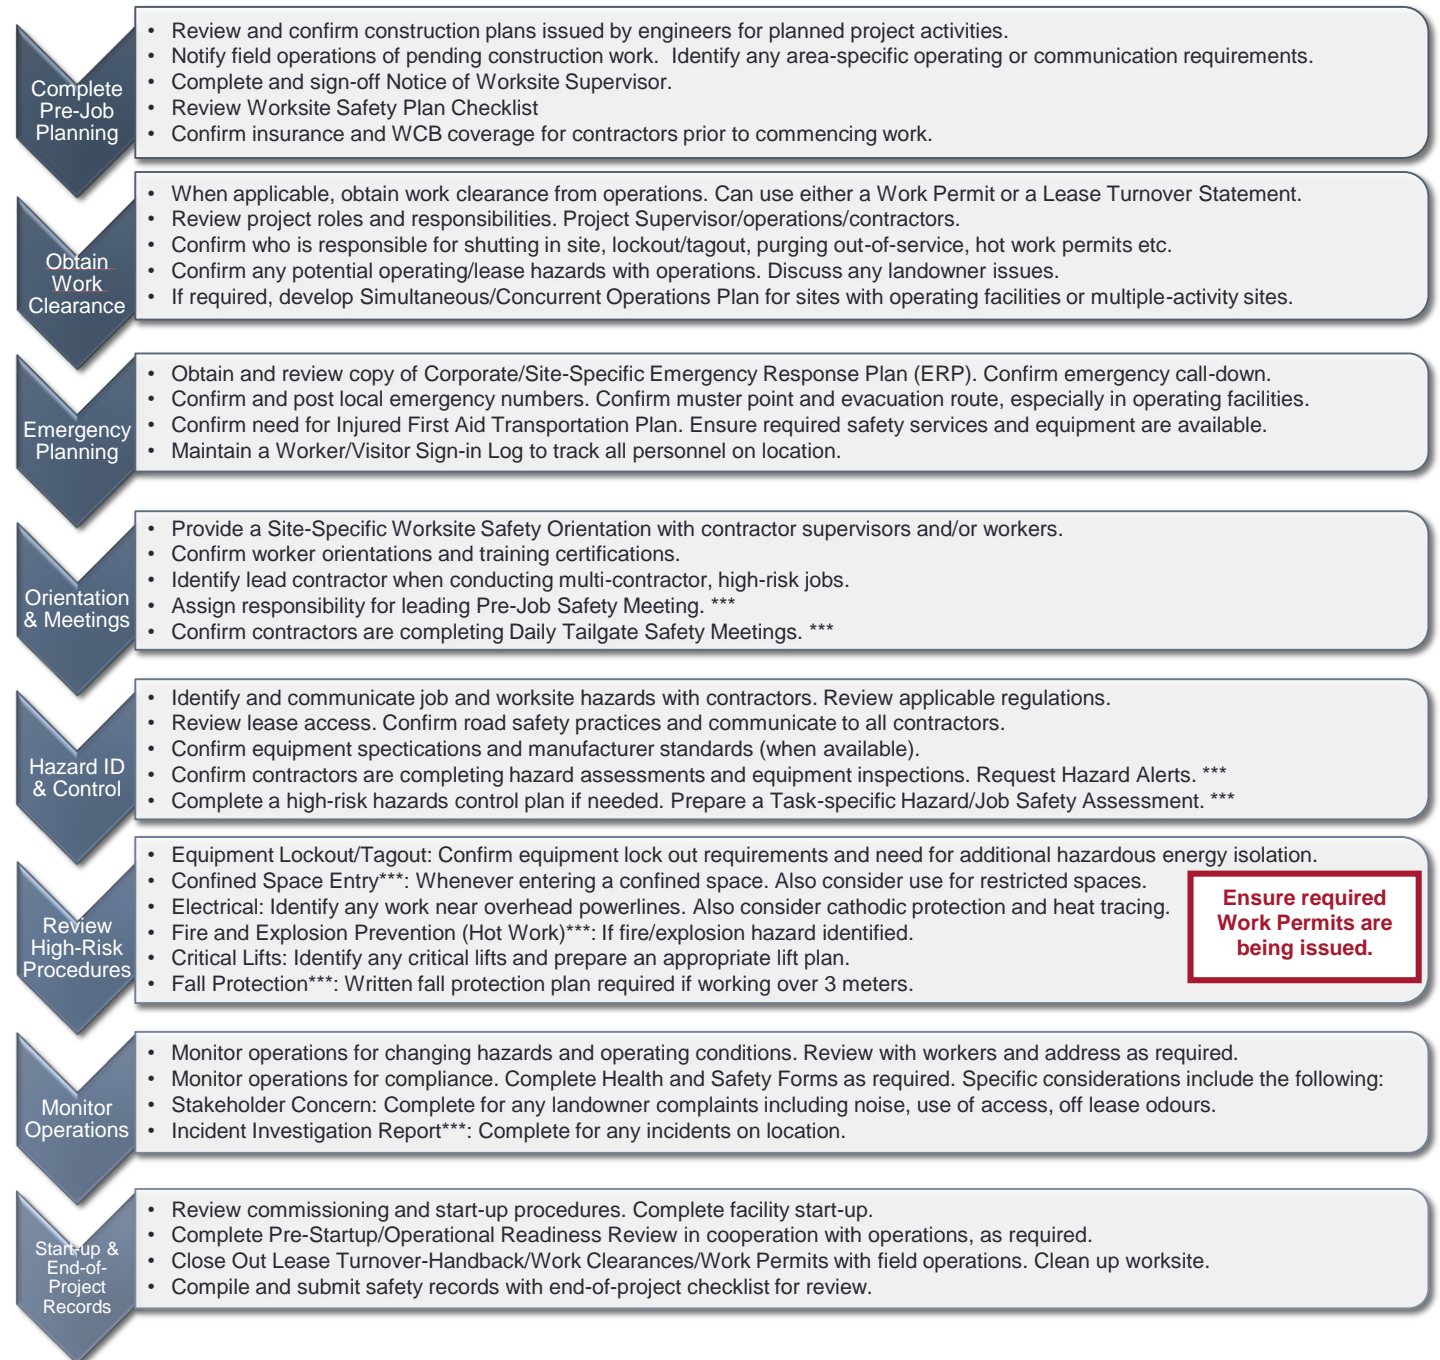 Complete
Pre-Job
Planning
• Review and confirm construction plans issued by engineers for planned project activities.
• Notify field operations of pending construction work.  Identify any area-specific operating or communication requirements.
• Complete and sign-off Notice of Worksite Supervisor.
• Review Worksite Safety Plan Checklist
• Confirm insurance and WCB coverage for contractors prior to commencing work.
Obtain
Work
Clearance
• When applicable, obtain work clearance from operations. Can use either a Work Permit or a Lease Turnover Statement.
• Review project roles and responsibilities. Project Supervisor/operations/contractors.
• Confirm who is responsible for shutting in site, lockout/tagout, purging out-of-service, hot work permits etc.
• Confirm any potential operating/lease hazards with operations. Discuss any landowner issues.
• If required, develop Simultaneous/Concurrent Operations Plan for sites with operating facilities or multiple-activity sites.
Emergency
Planning
• Obtain and review copy of Corporate/Site-Specific Emergency Response Plan (ERP). Confirm emergency call-down.
• Confirm and post local emergency numbers. Confirm muster point and evacuation route, especially in operating facilities.
• Confirm need for Injured First Aid Transportation Plan. Ensure required safety services and equipment are available.
• Maintain a Worker/Visitor Sign-in Log to track all personnel on location.
Orientation
& Meetings
• Provide a Site-Specific Worksite Safety Orientation with contractor supervisors and/or workers.
• Confirm worker orientations and training certifications.
• Identify lead contractor when conducting multi-contractor, high-risk jobs.
• Assign responsibility for leading Pre-Job Safety Meeting. ***
• Confirm contractors are completing Daily Tailgate Safety Meetings. ***
Hazard ID
& Control
• Identify and communicate job and worksite hazards with contractors. Review applicable regulations.
• Review lease access. Confirm road safety practices and communicate to all contractors.
• Confirm equipment spectications and manufacturer standards (when available).
• Confirm contractors are completing hazard assessments and equipment inspections. Request Hazard Alerts. ***
• Complete a high-risk hazards control plan if needed. Prepare a Task-specific Hazard/Job Safety Assessment. ***
Review
High-Risk
Procedures
• Equipment Lockout/Tagout: Confirm equipment lock out requirements and need for additional hazardous energy isolation.
• Confined Space Entry***: Whenever entering a confined space. Also consider use for restricted spaces.
• Electrical: Identify any work near overhead powerlines. Also consider cathodic protection and heat tracing.
• Fire and Explosion Prevention (Hot Work)***: If fire/explosion hazard identified.
• Critical Lifts: Identify any critical lifts and prepare an appropriate lift plan.
• Fall Protection***: Written fall protection plan required if working over 3 meters.
Ensure required
Work Permits are
being issued.
Monitor
Operations
• Monitor operations for changing hazards and operating conditions. Review with workers and address as required.
• Monitor operations for compliance. Complete Health and Safety Forms as required. Specific considerations include the following:
• Stakeholder Concern: Complete for any landowner complaints including noise, use of access, off lease odours.
• Incident Investigation Report***: Complete for any incidents on location.
Start-up &
End-of-
Project
Records
• Review commissioning and start-up procedures. Complete facility start-up.
• Complete Pre-Startup/Operational Readiness Review in cooperation with operations, as required.
• Close Out Lease Turnover-Handback/Work Clearances/Work Permits with field operations. Clean up worksite.
• Compile and submit safety records with end-of-project checklist for review.